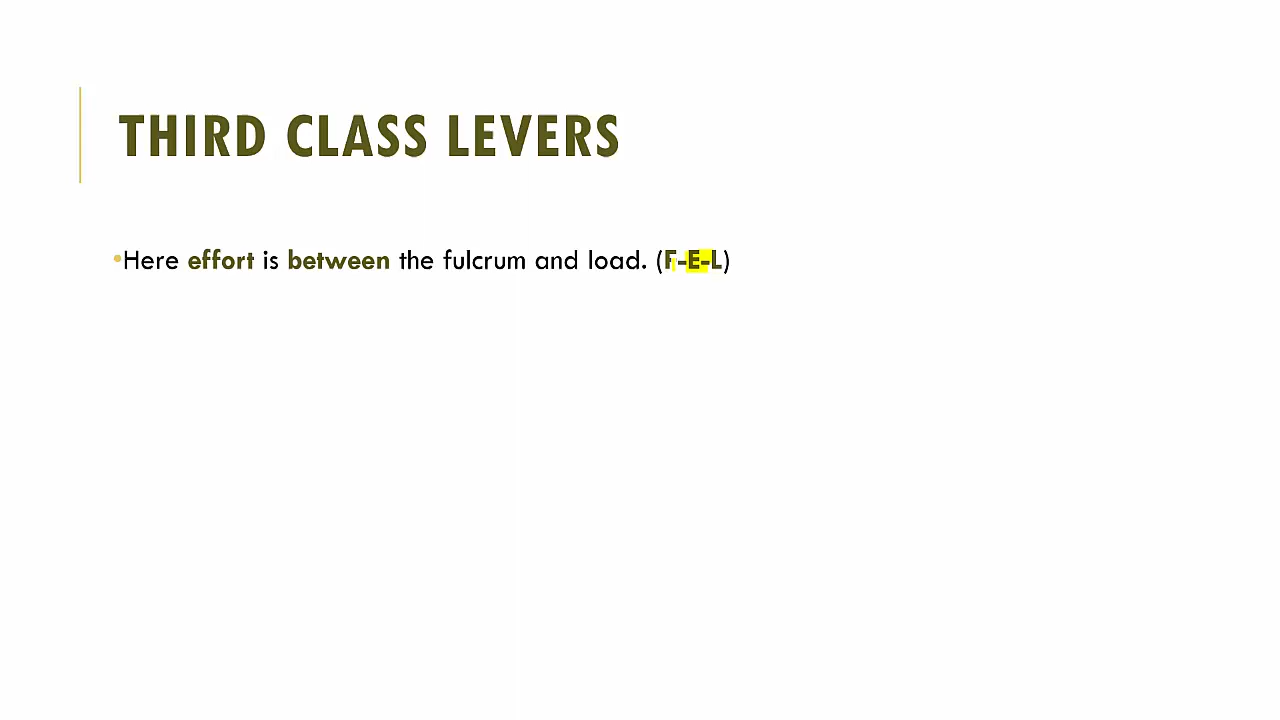 THIRD CLASS LEVERS
•Here effort is between the fulcrum and load. (F-E-L)